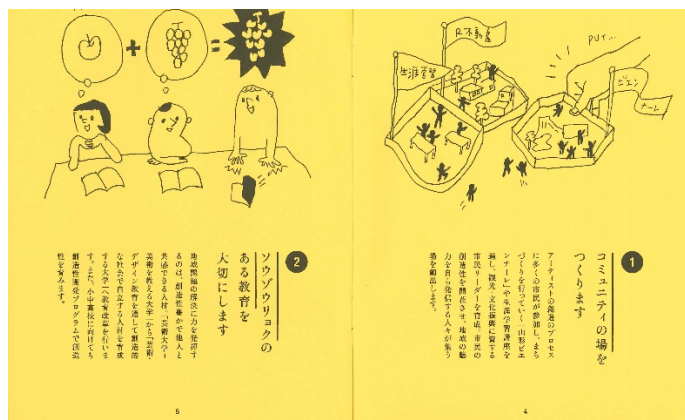 R不動産
生涯学習
PUT...
ビエン
ナーレ
1
コミュニティの場を
つくります
アーティストの創造のプロセス
に多くの市民が参加し、まち
づくりを行っていく「山形ビエ
ンナーレ」や生涯学習講座を
通し、観光・文化振興に資する
市民リーダーを育成。市民の
創造性を開花させ、地域の魅
力を自ら発信する人々が集う
場を創出します。
4
+
=
2
ソウゾウリョクの
ある教育を
大切にします
地域課題の解決に力を発揮す
るのは、創造性豊かで他人と
共感できる人材。「芸術大学=
美術を教える大学」から「芸術・
デザイン教育を通して創造的
な社会で自立する人材を育成
する大学」へ教育改革を行いま
す。また、小中高校に向けても
創造性開発プログラムで創造
性を育みます。
5